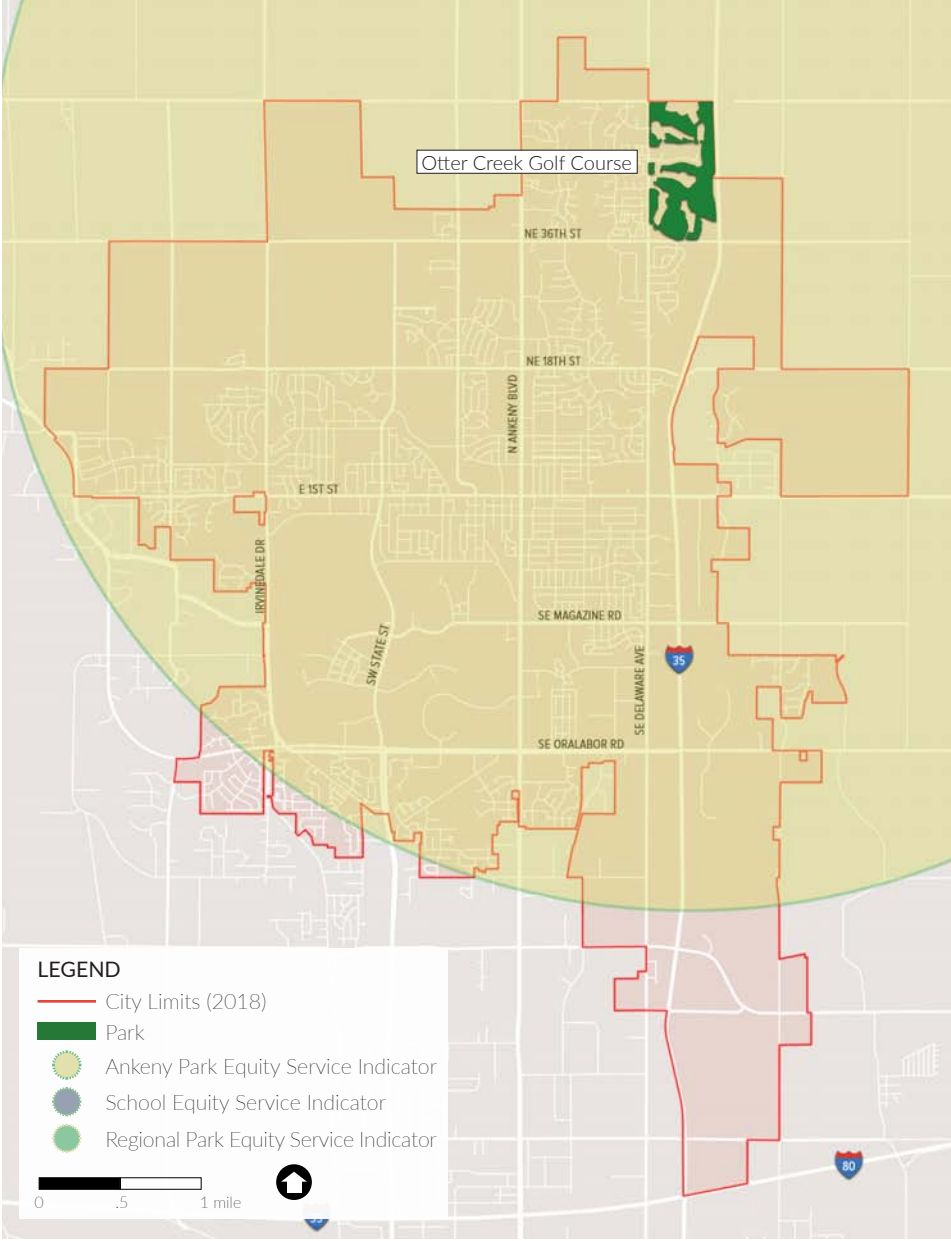 Otter Creek Golf Course
NE 36TH ST
NE 18TH ST
N ANKENY BLVD
E 1ST ST
IRVINEDALE DR
SE MAGAZINE RD
SW STATE ST
SE DELAWARE AVE
35
SE ORALABOR RD
LEGEND
City Limits (2018)
Park
Ankeny Park Equity Service Indicator
School Equity Service Indicator
Regional Park Equity Service Indicator
0 .5 1 mile
80